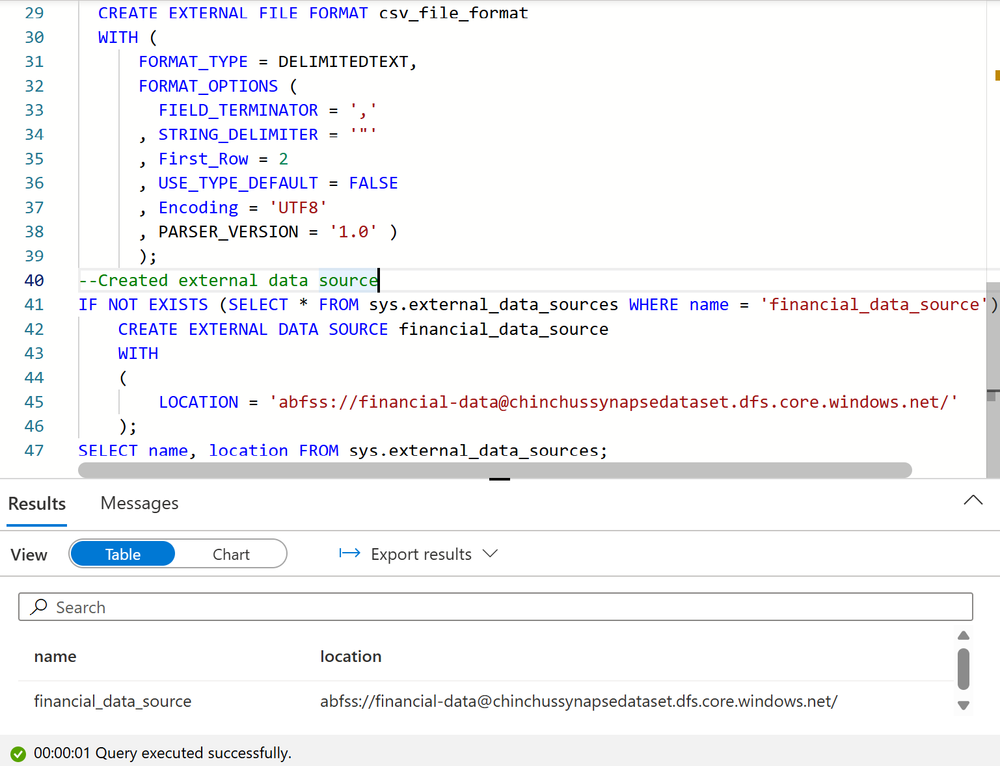 29 CREATE EXTERNAL FILE FORMAT csv_file_format
30 WITH (
31 FORMAT_TYPE = DELIMITEDTEXT,
32 FORMAT_OPTIONS (
33 FIELD_TERMINATOR = ','
34 , STRING_DELIMITER = '"'
35 , First_Row = 2
36 , USE_TYPE_DEFAULT = FALSE
37 , Encoding = 'UTF8'
38 , PARSER_VERSION = '1.0' )
39 );
40 --Created external data source
41 IF NOT EXISTS (SELECT * FROM sys.external_data_sources WHERE name = 'financial_data_source')
42 CREATE EXTERNAL DATA SOURCE financial_data_source
43 WITH
44 (
45 LOCATION = 'abfss://financial-data@chinchussynapsedataset.dfs.core.windows.net/'
46 );
47 SELECT name, location FROM sys.external_data_sources;
Results Messages
View Table Chart Export results
Search
name location
financial_data_source abfss://financial-data@chinchussynapsedataset.dfs.core.windows.net/
00:00:01 Query executed successfully.